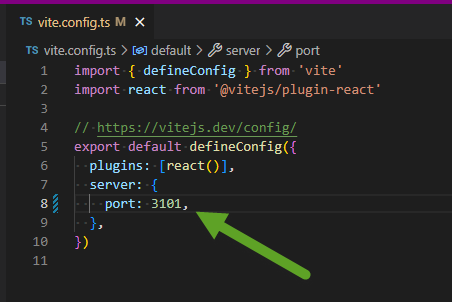 TS vite.config.ts
TS vite.config.ts > default > server > port
1 import { defineConfig } from 'vite'
2 import react from '@vitejs/plugin-react'
3
4 // https://vitejs.dev/config/
5 export default defineConfig({
6 plugins: [react()],
7 server: {
8 port: 3101,
9 },
10 })
11